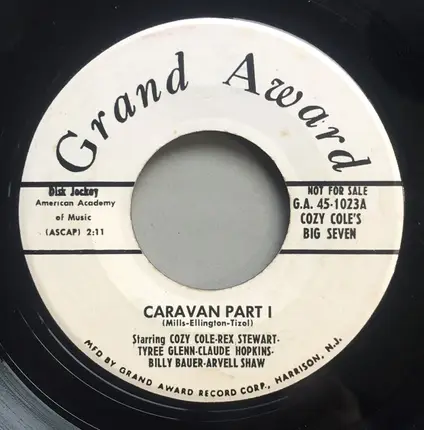 Grand Award
Disk Jockey
American Academy
of Music
(ASCAP) 2:11
NOT FOR SALE
G.A. 45-1023A
COZY COLE'S
BIG SEVEN
CARAVAN PART I
(Mills-Ellington-Tizol)
Starring COZY COLE-REX STEWART-
TYREE GLENN-CLAUDE HOPKINS-
BILLY BAUER-ARVELL SHAW
MFD BY GRAND AWARD RECORD CORP., HARRISON, N.J.